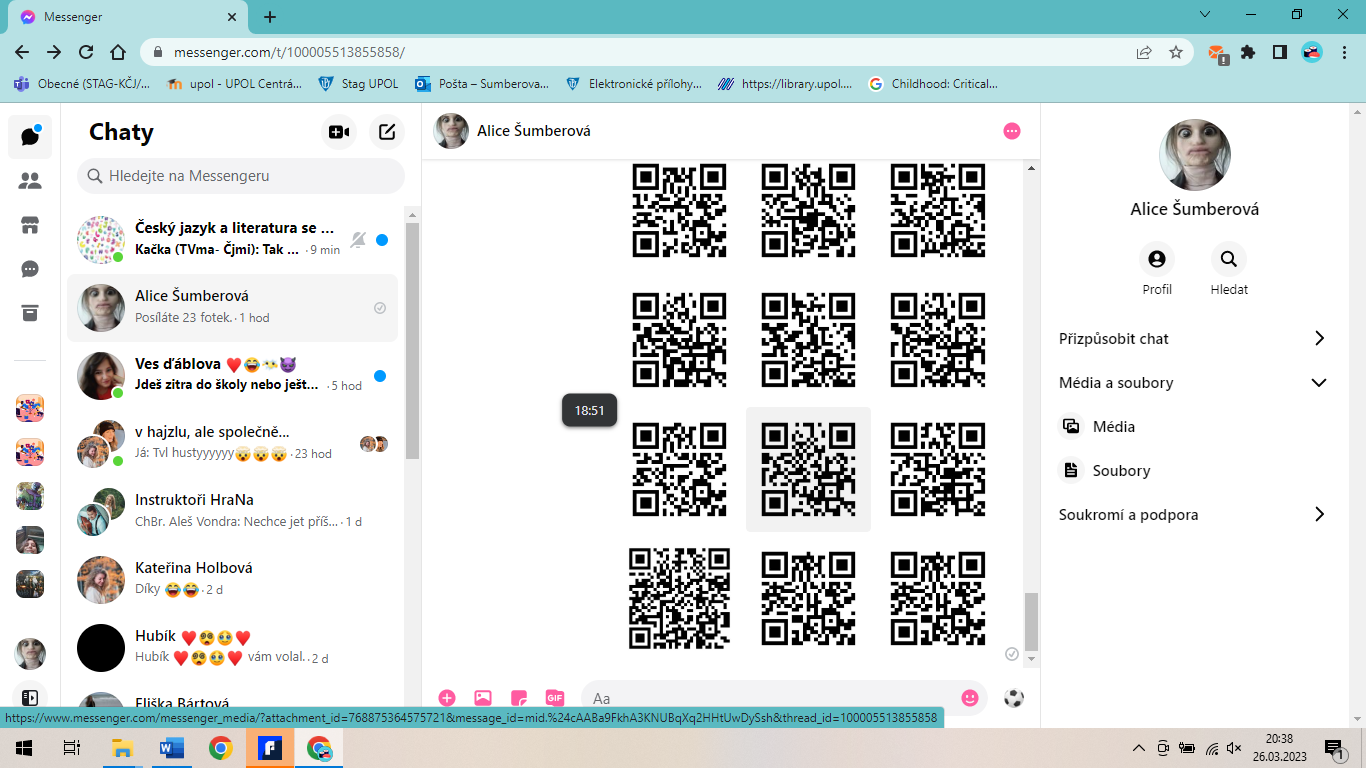 Messenger
messenger.com/t/100005513855858/
Obecné (STAG-KČJ/...
upol - UPOL Centrá...
Stag UPOL
Pošta – Sumberova...
Elektronické přílohy...
https://library.upol....
Childhood: Critical...
Chaty
Hledejte na Messengeru
Český jazyk a literatura se ...
Kačka (TVma- Čjmi): Tak ... · 9 min
Alice Šumberová
Posíláte 23 fotek. · 1 hod
Ves ďáblova ❤️😂😶‍🌫️😈
Jdeš zitra do školy nebo ješt... · 5 hod
v hajzlu, ale společně...
Já: Tvl hustyyyyyy🤯🤯🤯 · 23 hod
Instruktoři HraNa
ChBr. Aleš Vondra: Nechce jet příš... · 1 d
Kateřina Holbová
Díky 😂😂 · 2 d
Hubík ❤️😵‍💫🥹❤️
Hubík ❤️😵‍💫🥹❤️ vám volal. · 2 d
Eliška Bártová
Alice Šumberová
18:51
GIF
Aa
Alice Šumberová
Profil
Hledat
Přizpůsobit chat
Média a soubory
Média
Soubory
Soukromí a podpora
https://www.messenger.com/messenger_media/?attachment_id=768875364575721&message_id=mid.%24cAABa9FkhA3KNUBqXq2HHtUwDySsh&thread_id=100005513855858
20:38
26.03.2023
1